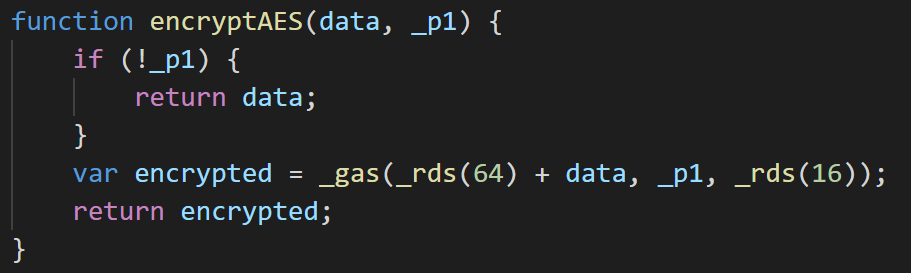 function encryptAES(data, _p1) {
    if (!_p1) {
        return data;
    }
    var encrypted = _gas(_rds(64) + data, _p1, _rds(16));
    return encrypted;
}